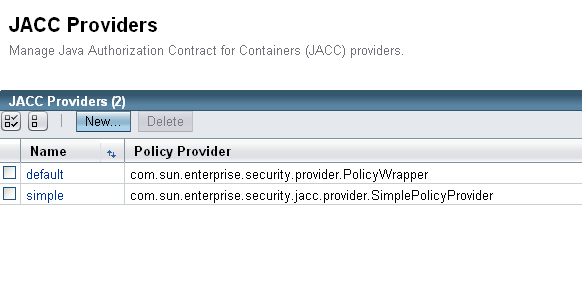 JACC Providers
Manage Java Authorization Contract for Containers (JACC) providers.
JACC Providers (2)
New... Delete
Name Policy Provider
default com.sun.enterprise.security.provider.PolicyWrapper
simple com.sun.enterprise.security.jacc.provider.SimplePolicyProvider